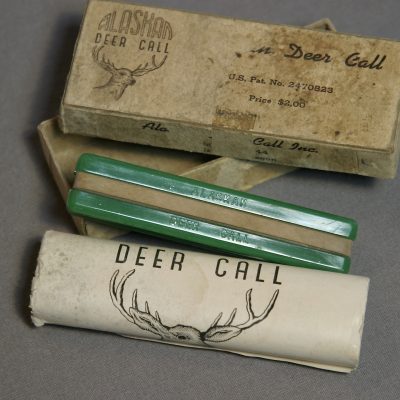 ALASKAN
DEER CALL
n Deer Call
U.S. Pat. No. 2470823
Price $2.00
Ala
Call Inc.
ALASKAN
DEER CALL
DEER CALL